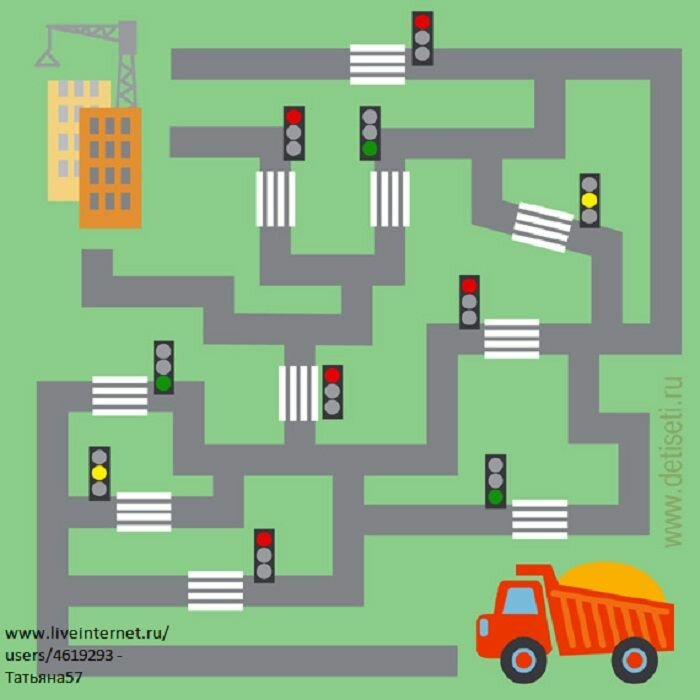 www.detiseti.ru
www.liveinternet.ru/
users/4619293 -
Татьяна57